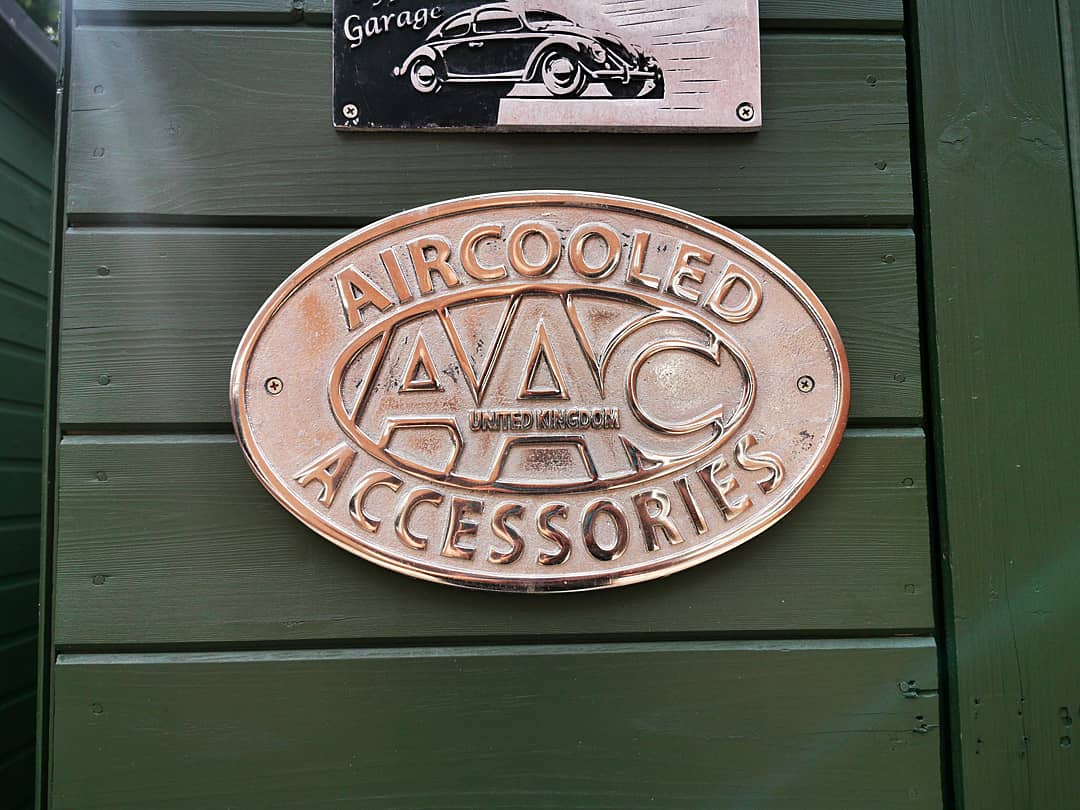 Garage
AIRCOOLED
AAC
UNITED KINGDOM
ACCESSORIES